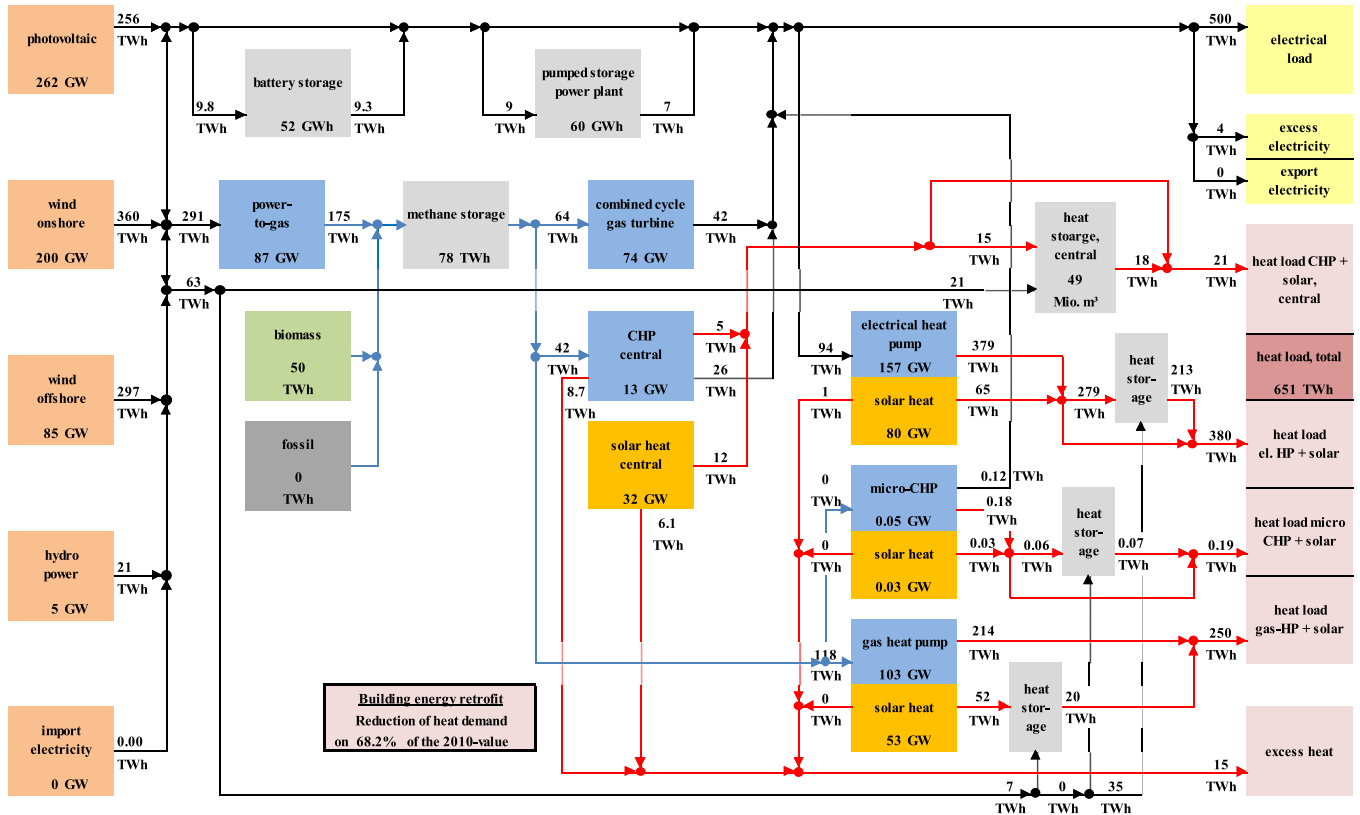 photovoltaic
262 GW
256
TWh
battery storage
52 GWh
9.8
TWh
9.3
TWh
pumped storage
power plant
60 GWh
9
TWh
7
TWh
500
TWh
electrical
load
4
TWh
excess
electricity
0
TWh
export
electricity
wind
onshore
200 GW
360
TWh
291
TWh
power-
to-gas
87 GW
175
TWh
methane storage
78 TWh
64
TWh
combined cycle
gas turbine
74 GW
42
TWh
63
TWh
15
TWh
21
TWh
heat
stoarge,
central
49
Mio. m³
18
TWh
21
TWh
heat load CHP +
solar,
central
biomass
50
TWh
fossil
0
TWh
42
TWh
CHP
central
13 GW
5
TWh
26
TWh
8.7
TWh
solar heat
central
32 GW
12
TWh
6.1
TWh
94
TWh
electrical heat
pump
157 GW
379
TWh
1
TWh
solar heat
80 GW
65
TWh
279
TWh
heat
stor-
age
213
TWh
heat load, total
651 TWh
380
TWh
heat load
el. HP + solar
wind
offshore
85 GW
297
TWh
0
TWh
micro-CHP
0.05 GW
0.12
TWh
0.18
TWh
0
TWh
solar heat
0.03 GW
0.03
TWh
0.06
TWh
heat
stor-
age
0.07
TWh
0.19
TWh
heat load micro
CHP + solar
hydro
power
5 GW
21
TWh
118
TWh
gas heat pump
103 GW
214
TWh
250
TWh
heat load
gas-HP + solar
0
TWh
solar heat
53 GW
52
TWh
heat
stor-
age
20
TWh
Building energy retrofit
Reduction of heat demand
on 68.2% of the 2010-value
import
electricity
0 GW
0.00
TWh
15
TWh
excess heat
7
TWh
0
TWh
35
TWh